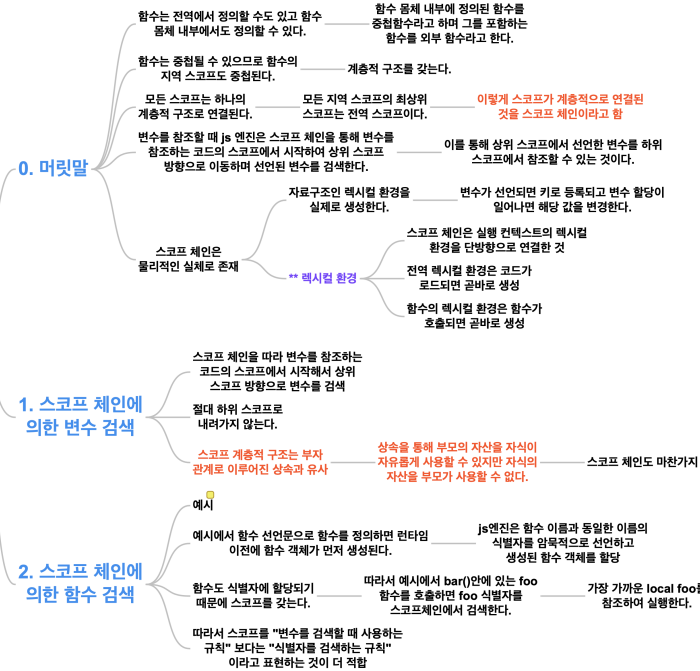 함수는 전역에서 정의할 수도 있고 함수
몸체 내부에서도 정의할 수 있다.
함수 몸체 내부에 정의된 함수를
중첩함수라고 하며 그를 포함하는
함수를 외부 함수라고 한다.
함수는 중첩될 수 있으므로 함수의
지역 스코프도 중첩된다.
계층적 구조를 갖는다.
모든 스코프는 하나의
계층적 구조로 연결된다.
모든 지역 스코프의 최상위
스코프는 전역 스코프이다.
이렇게 스코프가 계층적으로 연결된
것을 스코프 체인이라고 함
0. 머릿말
변수를 참조할 때 js 엔진은 스코프 체인을 통해 변수를
참조하는 코드의 스코프에서 시작하여 상위 스코프
방향으로 이동하며 선언된 변수를 검색한다.
이를 통해 상위 스코프에서 선언한 변수를 하위
스코프에서 참조할 수 있는 것이다.
스코프 체인은
물리적인 실체로 존재
자료구조인 렉시컬 환경을
실제로 생성한다.
변수가 선언되면 키로 등록되고 변수 할당이
일어나면 해당 값을 변경한다.
** 렉시컬 환경
스코프 체인은 실행 컨텍스트의 렉시컬
환경을 단방향으로 연결한 것
전역 렉시컬 환경은 코드가
로드되면 곧바로 생성
함수의 렉시컬 환경은 함수가
호출되면 곧바로 생성
1. 스코프 체인에
의한 변수 검색
스코프 체인을 따라 변수를 참조하는
코드의 스코프에서 시작해서 상위
스코프 방향으로 변수를 검색
절대 하위 스코프로
내려가지 않는다.
스코프 계층적 구조는 부자
관계로 이루어진 상속과 유사
상속을 통해 부모의 자산을 자식이
자유롭게 사용할 수 있지만 자식의
자산을 부모가 사용할 수 없다.
스코프 체인도 마찬가지
2. 스코프 체인에
의한 함수 검색
예시
예시에서 함수 선언문으로 함수를 정의하면 런타임
이전에 함수 객체가 먼저 생성된다.
js엔진은 함수 이름과 동일한 이름의
식별자를 암묵적으로 선언하고
생성된 함수 객체를 할당
함수도 식별자에 할당되기
때문에 스코프를 갖는다.
따라서 예시에서 bar()안에 있는 foo
함수를 호출하면 foo 식별자를
스코프체인에서 검색한다.
가장 가까운 local foo를
참조하여 실행한다.
따라서 스코프를 "변수를 검색할 때 사용하는
규칙" 보다는 "식별자를 검색하는 규칙"
이라고 표현하는 것이 더 적합